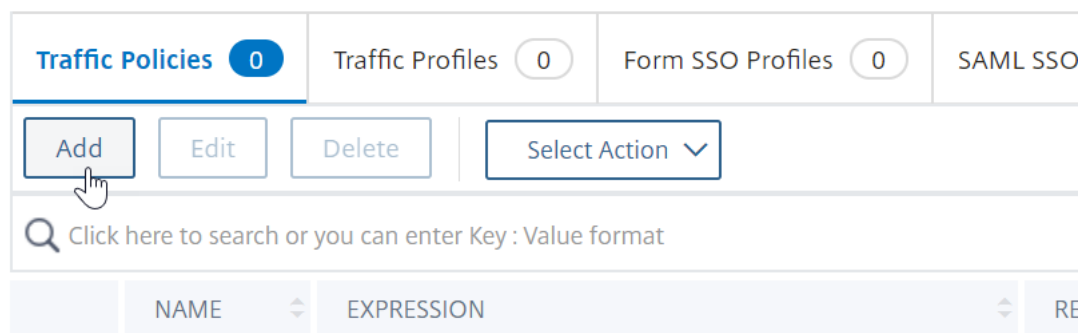 Traffic Policies 0 Traffic Profiles 0 Form SSO Profiles 0 SAML SSO
Add Edit Delete Select Action
Click here to search or you can enter Key : Value format
NAME EXPRESSION RE